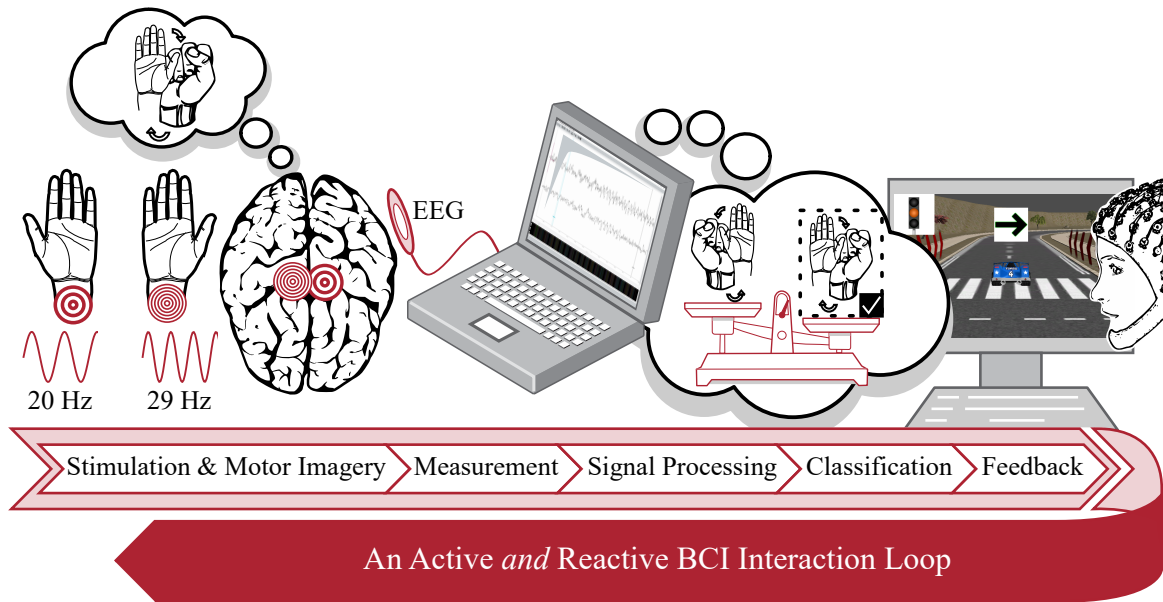 EEG
20 Hz
29 Hz
Stimulation & Motor Imagery
Measurement
Signal Processing
Classification
Feedback
An Active and Reactive BCI Interaction Loop